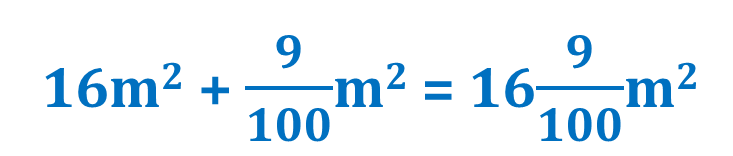 16m² + 9/100 m² = 16 9/100 m²